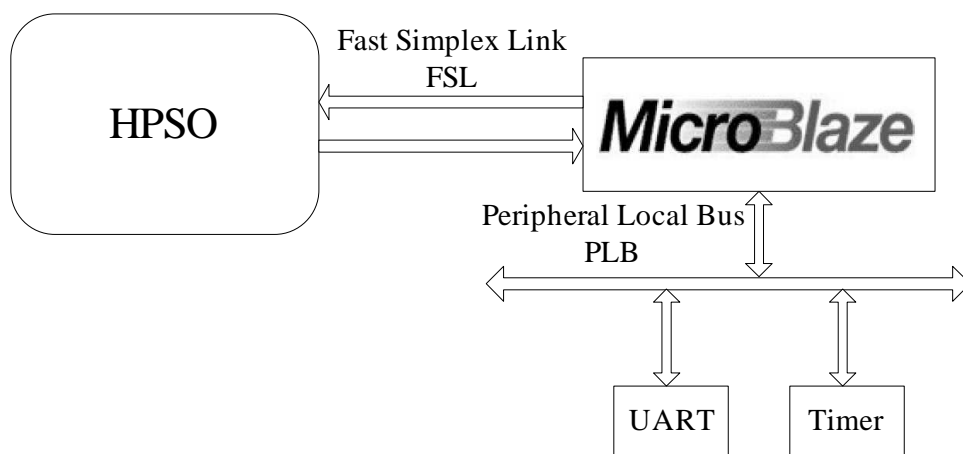 Fast Simplex Link
FSL
HPSO
MicroBlaze
Peripheral Local Bus
PLB
UART
Timer